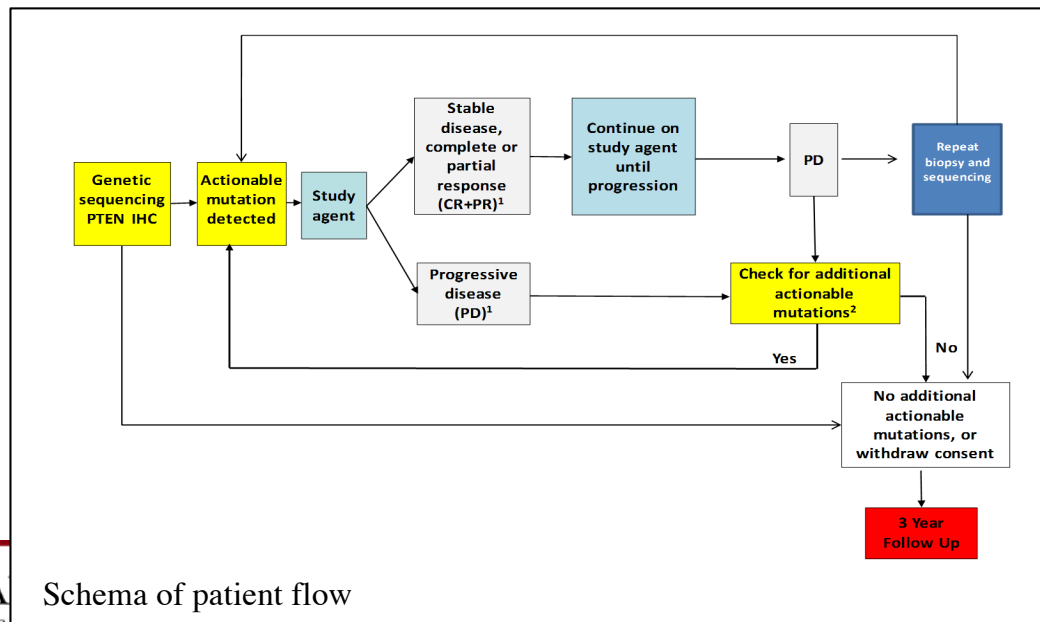 Genetic
sequencing
PTEN IHC
Actionable
mutation
detected
Study
agent
Stable
disease,
complete or
partial
response
(CR+PR)¹
Continue on
study agent
until
progression
PD
Repeat
biopsy and
sequencing
Progressive
disease
(PD)¹
Check for additional
actionable
mutations²
Yes
No
No additional
actionable
mutations, or
withdraw consent
3 Year
Follow Up
Schema of patient flow